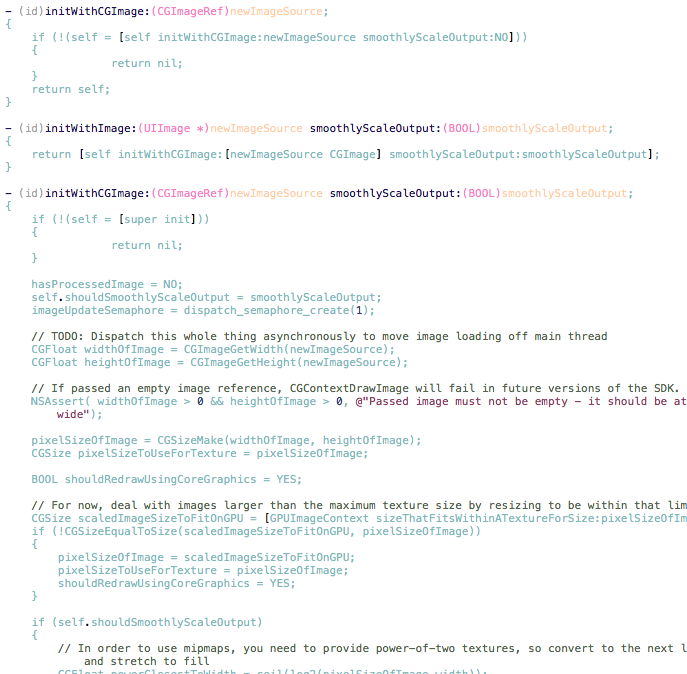 - (id)initWithCGImage:(CGImageRef)newImageSource;
{
if (!(self = [self initWithCGImage:newImageSource smoothlyScaleOutput:NO]))
{
return nil;
}
return self;
}
- (id)initWithImage:(UIImage *)newImageSource smoothlyScaleOutput:(BOOL)smoothlyScaleOutput;
{
return [self initWithCGImage:[newImageSource CGImage] smoothlyScaleOutput:smoothlyScaleOutput];
}
- (id)initWithCGImage:(CGImageRef)newImageSource smoothlyScaleOutput:(BOOL)smoothlyScaleOutput;
{
if (!(self = [super init]))
{
return nil;
}
hasProcessedImage = NO;
self.shouldSmoothlyScaleOutput = smoothlyScaleOutput;
imageUpdateSemaphore = dispatch_semaphore_create(1);
// TODO: Dispatch this whole thing asynchronously to move image loading off main thread
CGFloat widthOfImage = CGImageGetWidth(newImageSource);
CGFloat heightOfImage = CGImageGetHeight(newImageSource);
// If passed an empty image reference, CGContextDrawImage will fail in future versions of the SDK.
NSAssert( widthOfImage > 0 && heightOfImage > 0, @"Passed image must not be empty - it should be at
wide");
pixelSizeOfImage = CGSizeMake(widthOfImage, heightOfImage);
CGSize pixelSizeToUseForTexture = pixelSizeOfImage;
BOOL shouldRedrawUsingCoreGraphics = YES;
// For now, deal with images larger than the maximum texture size by resizing to be within that lim
CGSize scaledImageSizeToFitOnGPU = [GPUImageContext sizeThatFitsWithinATextureForSize:pixelSizeOfIm
if (!CGSizeEqualToSize(scaledImageSizeToFitOnGPU, pixelSizeOfImage))
{
pixelSizeOfImage = scaledImageSizeToFitOnGPU;
pixelSizeToUseForTexture = pixelSizeOfImage;
shouldRedrawUsingCoreGraphics = YES;
}
if (self.shouldSmoothlyScaleOutput)
{
// In order to use mipmaps, you need to provide power-of-two textures, so convert to the next l
and stretch to fill
CGFloat powerClosestToWidth = ceil(log2(pixelSizeOfImage.width));